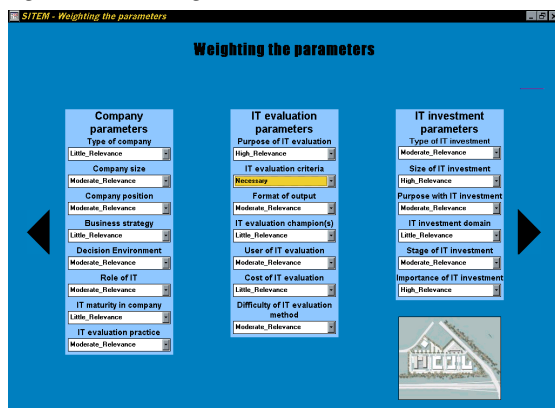 SITEM - Weighting the parameters
Weighting the parameters
Company
parameters
Type of company
Little_Relevance
Company size
Moderate_Relevance
Company position
Moderate_Relevance
Business strategy
Little_Relevance
Decision Environment
Moderate_Relevance
Role of IT
Moderate_Relevance
IT maturity in company
Little_Relevance
IT evaluation practice
Moderate_Relevance
IT evaluation
parameters
Purpose of IT evaluation
High_Relevance
IT evaluation criteria
Necessary
Format of output
Moderate_Relevance
IT evaluation champion(s)
Little_Relevance
User of IT evaluation
Moderate_Relevance
Cost of IT evaluation
Little_Relevance
Difficulty of IT evaluation
method
Moderate_Relevance
IT investment
parameters
Type of IT investment
Moderate_Relevance
Size of IT investment
High_Relevance
Purpose with IT investment
Moderate_Relevance
IT investment domain
Little_Relevance
Stage of IT investment
Moderate_Relevance
Importance of IT investment
High_Relevance